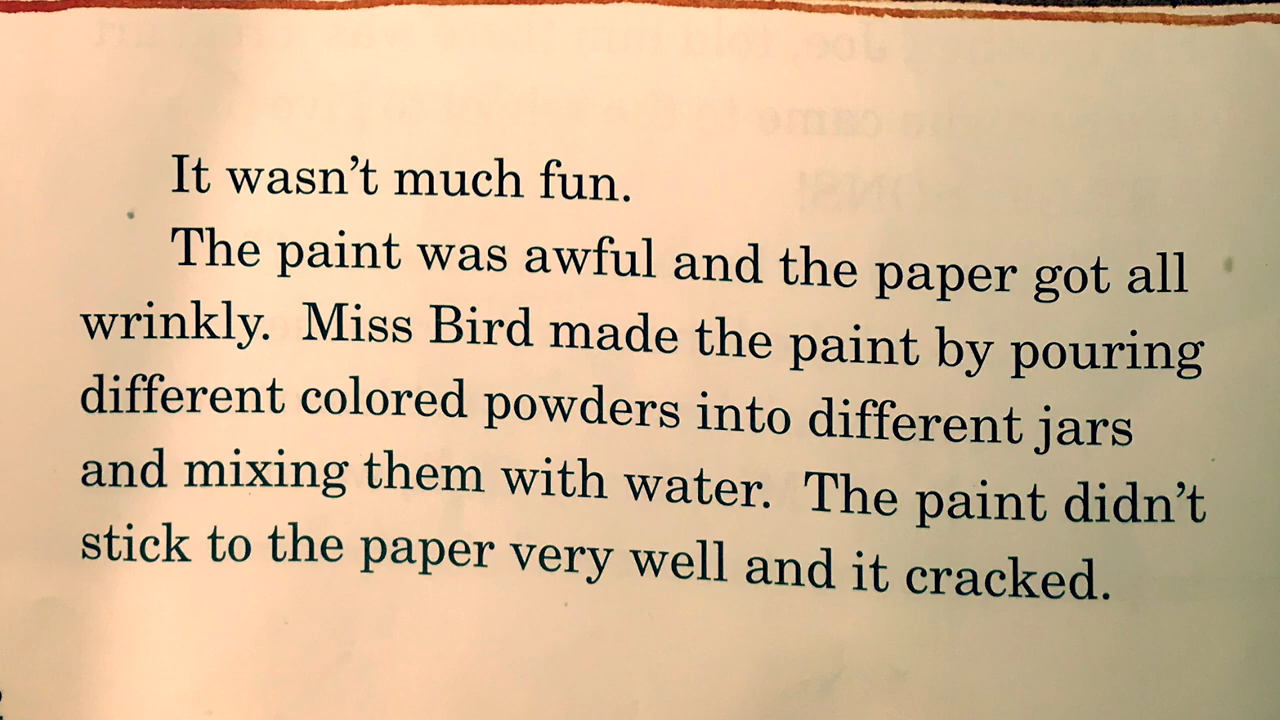 It wasn't much fun.
The paint was awful and the paper got all
wrinkly. Miss Bird made the paint by pouring
different colored powders into different jars
and mixing them with water. The paint didn't
stick to the paper very well and it cracked.